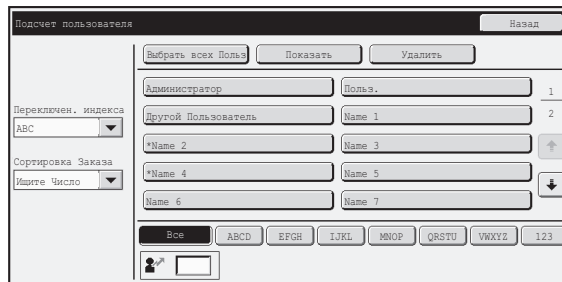 Подсчет пользователя Назад
Выбрать всех Польз Показать Удалить
Администратор Польз. 1
Переключен. индекса
ABC
Другой Пользователь Name 1 2
*Name 2 Name 3
Сортировка Заказа
Ищите Число
*Name 4 Name 5
Name 6 Name 7
Все ABCD EFGH IJKL MNOP QRSTU VWXYZ 123